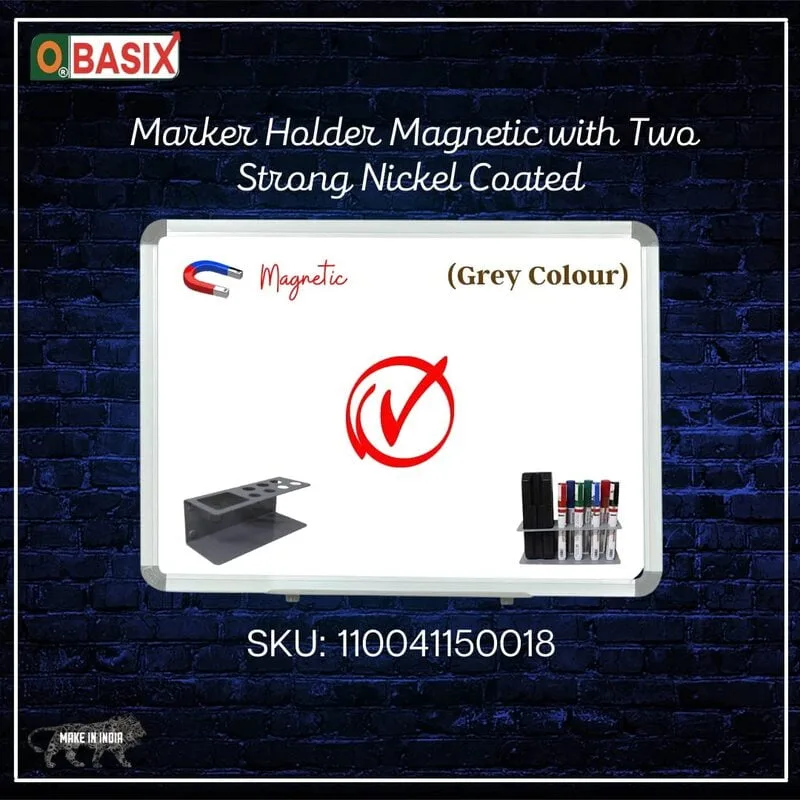 O® BASIX
Marker Holder Magnetic with Two
Strong Nickel Coated
Magnetic
(Grey Colour)
SKU: 110041150018
MAKE IN INDIA